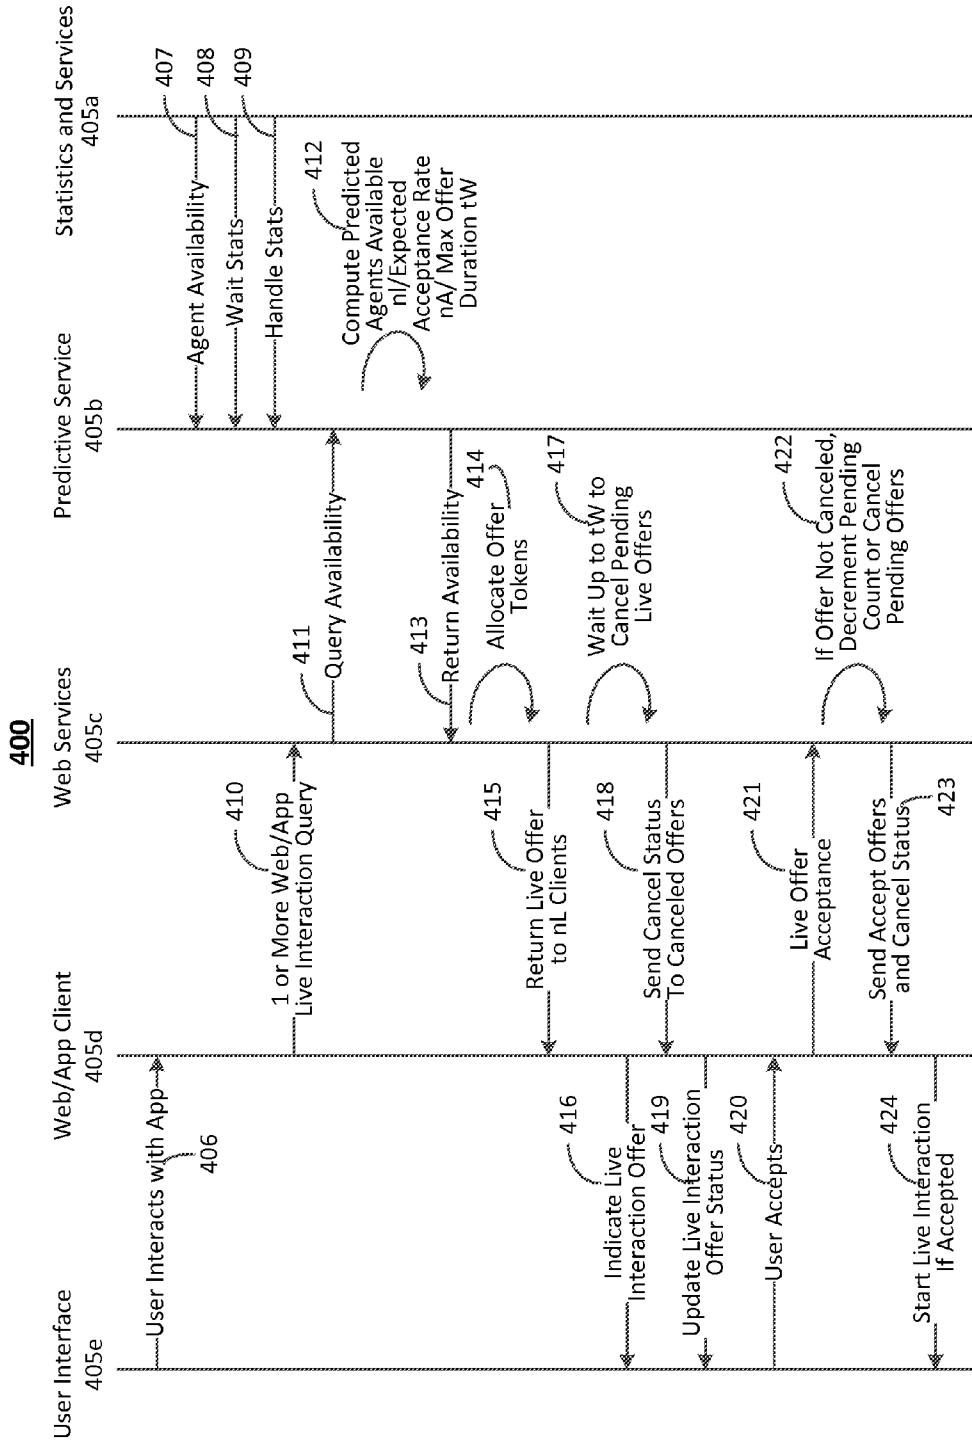 400
User Interface
405e
Web/App Client
405d
Web Services
405c
Predictive Service
405b
Statistics and Services
405a
User Interacts with App
406
Agent Availability
407
Wait Stats
408
Handle Stats
409
1 or More Web/App
Live Interaction Query
410
Query Availability
411
Compute Predicted
Agents Available
nI/Expected
Acceptance Rate
nA/ Max Offer
Duration tW
412
Return Availability
413
Allocate Offer
Tokens
414
Return Live Offer
to nL Clients
415
Indicate Live
Interaction Offer
416
Wait Up to tW to
Cancel Pending
Live Offers
417
Send Cancel Status
To Canceled Offers
418
Update Live Interaction
Offer Status
419
User Accepts
420
Live Offer
Acceptance
421
If Offer Not Canceled,
Decrement Pending
Count or Cancel
Pending Offers
422
Send Accept Offers
and Cancel Status
423
Start Live Interaction
If Accepted
424